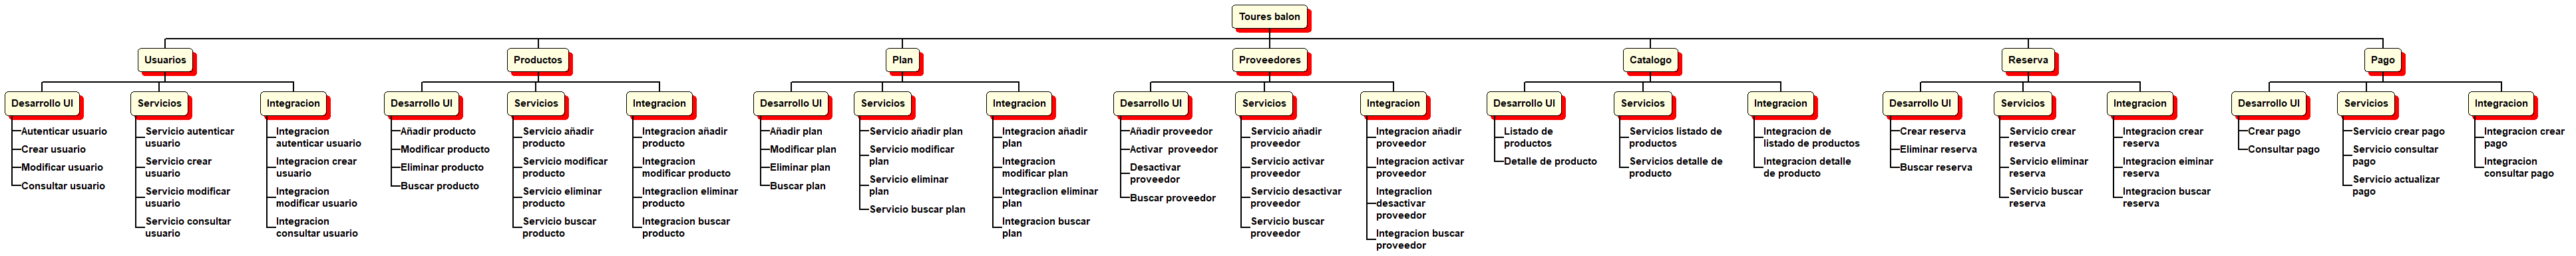 Toures balon
Usuarios
Productos
Plan
Proveedores
Catalogo
Reserva
Pago
Desarrollo UI
Servicios
Integracion
Desarrollo UI
Servicios
Integracion
Desarrollo UI
Servicios
Integracion
Desarrollo UI
Servicios
Integracion
Desarrollo UI
Servicios
Integracion
Desarrollo UI
Servicios
Integracion
Desarrollo UI
Servicios
Integracion
Autenticar usuario
Crear usuario
Modificar usuario
Consultar usuario
Servicio autenticar
usuario
Servicio crear
usuario
Servicio modificar
usuario
Servicio consultar
usuario
Integracion
autenticar usuario
Integracion crear
usuario
Integracion
modificar usuario
Integracion
consultar usuario
Añadir producto
Modificar producto
Eliminar producto
Buscar producto
Servicio añadir
producto
Servicio modificar
producto
Servicio eliminar
producto
Servicio buscar
producto
Integracion añadir
producto
Integracion
modificar producto
Integraclion eliminar
producto
Integracion buscar
producto
Añadir plan
Modificar plan
Eliminar plan
Buscar plan
Servicio añadir plan
Servicio modificar
plan
Servicio eliminar
plan
Servicio buscar plan
Integracion añadir
plan
Integracion
modificar plan
Integraclion eliminar
plan
Integracion buscar
plan
Añadir proveedor
Activar proveedor
Desactivar
proveedor
Buscar proveedor
Servicio añadir
proveedor
Servicio activar
proveedor
Servicio desactivar
proveedor
Servicio buscar
proveedor
Integracion añadir
proveedor
Integracion activar
proveedor
Integraclion
desactivar
proveedor
Integracion buscar
proveedor
Listado de
productos
Detalle de producto
Servicios listado de
productos
Servicios detalle de
producto
Integracion de
listado de productos
Integracion detalle
de producto
Crear reserva
Eliminar reserva
Buscar reserva
Servicio crear
reserva
Servicio eliminar
reserva
Servicio buscar
reserva
Integracion crear
reserva
Integracion eiminar
reserva
Integracion buscar
reserva
Crear pago
Consultar pago
Servicio crear pago
Servicio consultar
pago
Servicio actualizar
pago
Integracion crear
pago
Integracion
consultar pago